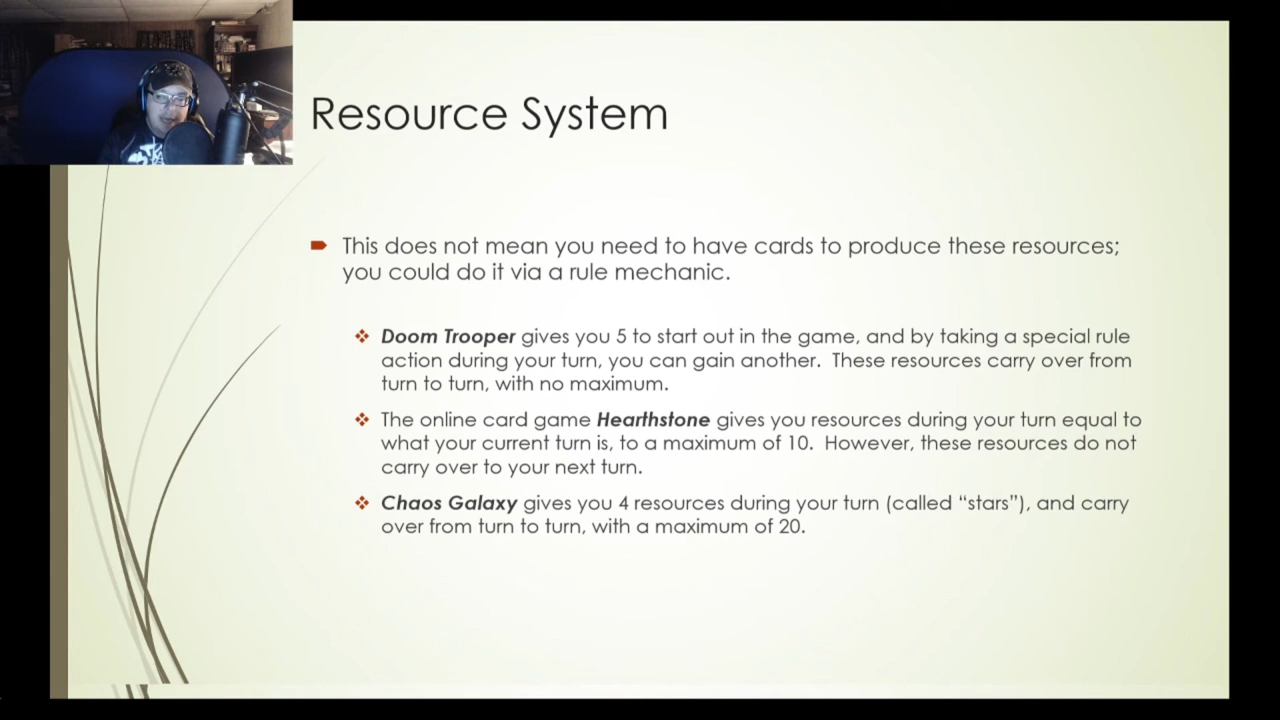 Resource System
This does not mean you need to have cards to produce these resources;
you could do it via a rule mechanic.
Doom Trooper gives you 5 to start out in the game, and by taking a special rule
action during your turn, you can gain another. These resources carry over from
turn to turn, with no maximum.
The online card game Hearthstone gives you resources during your turn equal to
what your current turn is, to a maximum of 10. However, these resources do not
carry over to your next turn.
Chaos Galaxy gives you 4 resources during your turn (called “stars”), and carry
over from turn to turn, with a maximum of 20.